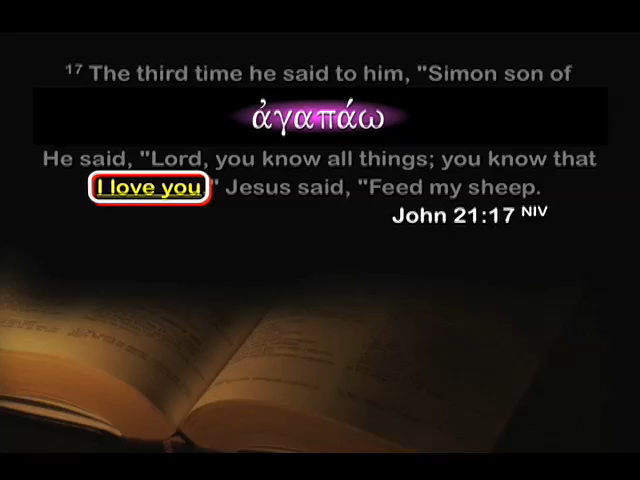 17 The third time he said to him, "Simon son of
ἀγαπάω
He said, "Lord, you know all things; you know that
I love you." Jesus said, "Feed my sheep.
John 21:17 NIV